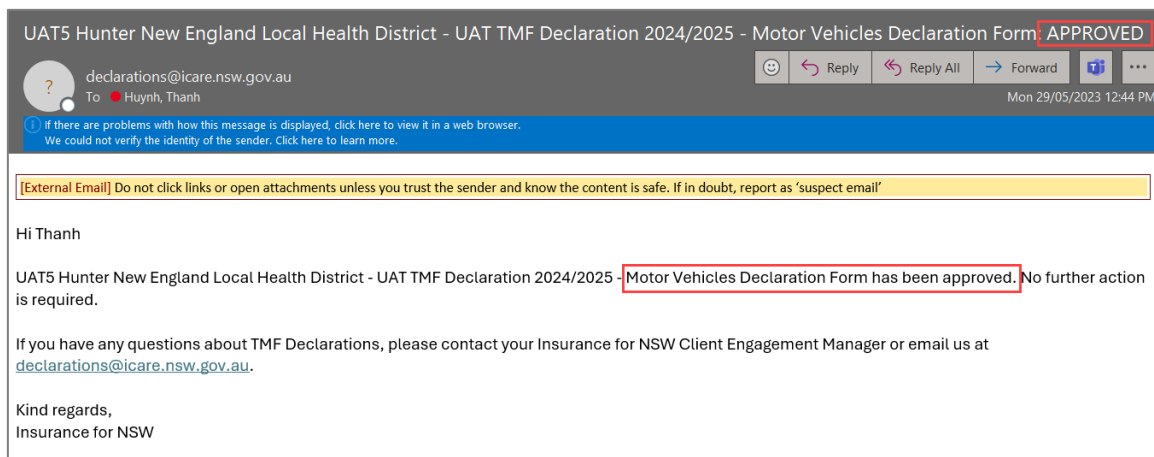 UAT5 Hunter New England Local Health District - UAT TMF Declaration 2024/2025 - Motor Vehicles Declaration Form: APPROVED
?
declarations@icare.nsw.gov.au
To Huynh, Thanh
Reply
Reply All
Forward
Mon 29/05/2023 12:44 PM
If there are problems with how this message is displayed, click here to view it in a web browser.
We could not verify the identity of the sender. Click here to learn more.
[External Email] Do not click links or open attachments unless you trust the sender and know the content is safe. If in doubt, report as ‘suspect email’
Hi Thanh
UAT5 Hunter New England Local Health District - UAT TMF Declaration 2024/2025 - Motor Vehicles Declaration Form has been approved. No further action
is required.
If you have any questions about TMF Declarations, please contact your Insurance for NSW Client Engagement Manager or email us at
declarations@icare.nsw.gov.au.
Kind regards,
Insurance for NSW